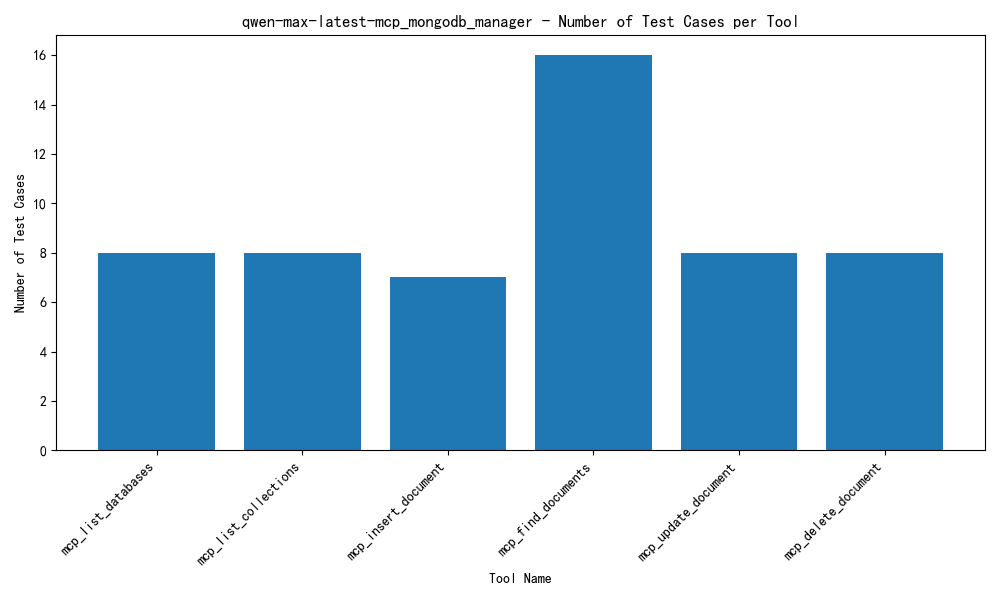 qwen-max-latest-mcp_mongodb_manager - Number of Test Cases per Tool
Number of Test Cases
16
14
12
10
8
6
4
2
0
mcp_list_databases
mcp_list_collections
mcp_insert_document
mcp_find_documents
mcp_update_document
mcp_delete_document
Tool Name